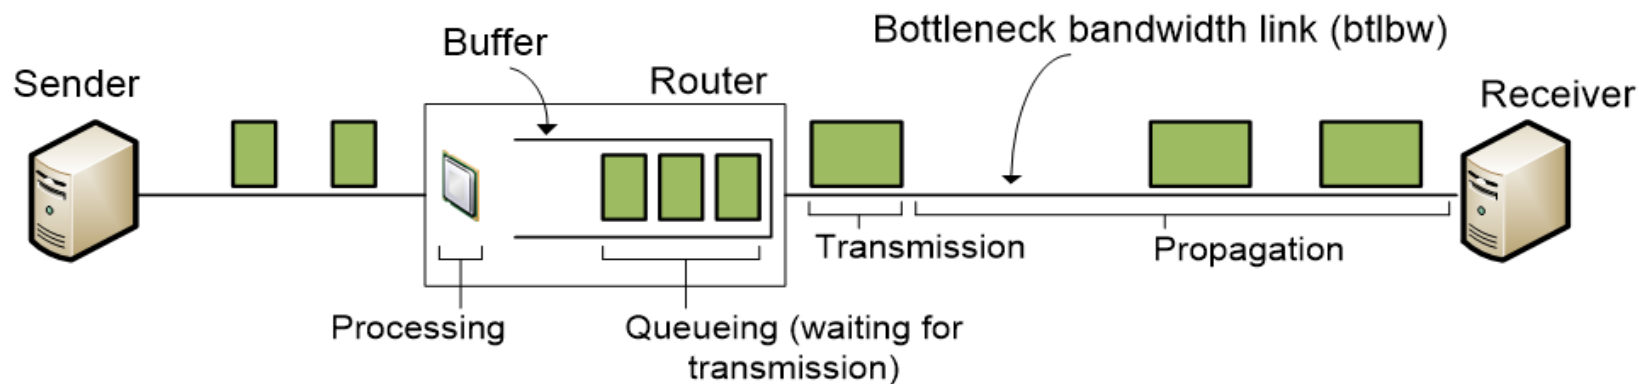 Bottleneck bandwidth link (btlbw)
Buffer
Router
Sender
Receiver
Transmission
Propagation
Processing
Queueing (waiting for
transmission)